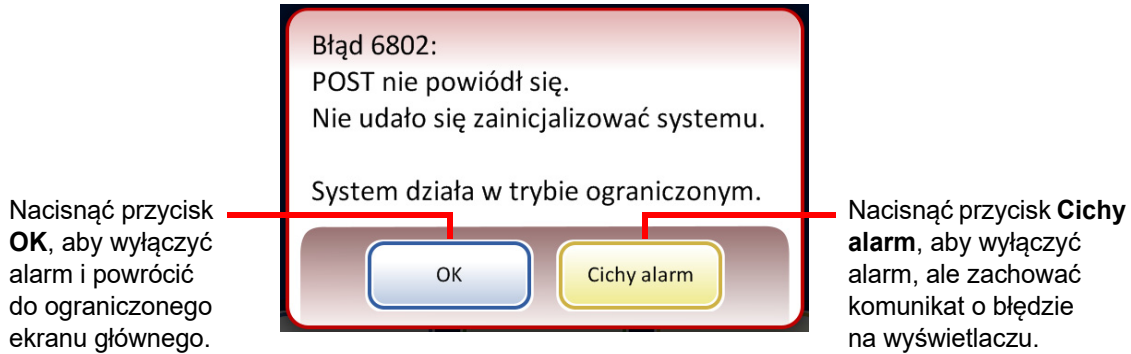 Błąd 6802:
POST nie powiódł się.
Nie udało się zainicjalizować systemu.
System działa w trybie ograniczonym.
OK
Cichy alarm
Nacisnąć przycisk
OK, aby wyłączyć
alarm i powrócić
do ograniczonego
ekranu głównego.
Nacisnąć przycisk Cichy
alarm, aby wyłączyć
alarm, ale zachować
komunikat o błędzie
na wyświetlaczu.